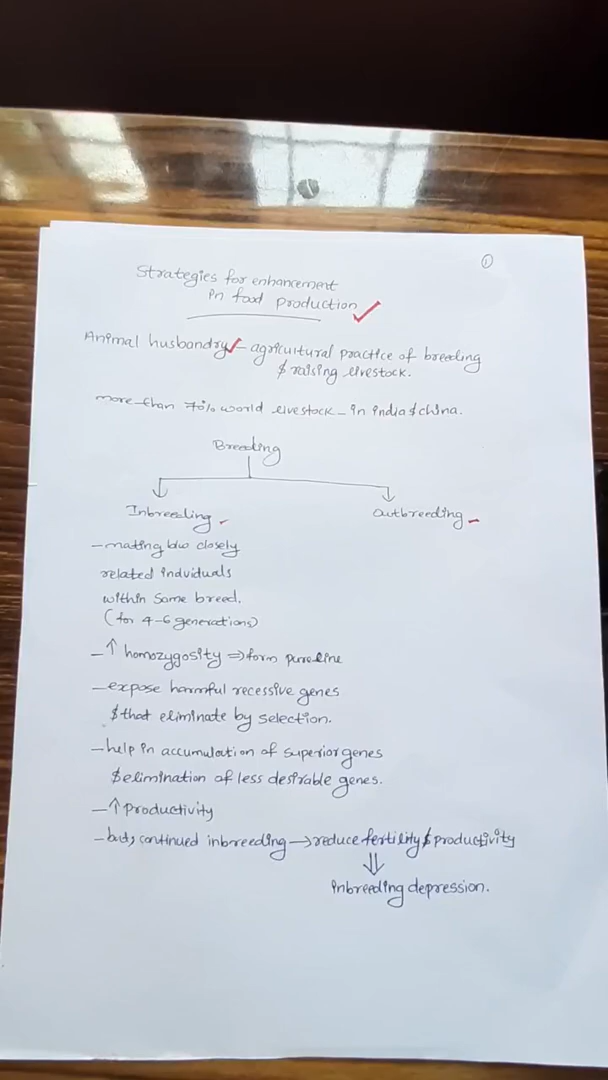 ①
Strategies for enhancement
in food production
Animal husbandry - agricultural practice of breeding
& raising livestock.
more than 70% world livestock - in india & china.
Breeding
Inbreeding
Outbreeding
- mating b/w closely
related indviduals
within same breed.
(for 4-6 generations)
- ↑ homozygosity ⇒ form pureline
- expose harmful recessive genes
& that eliminate by selection.
- help in accumulation of superior genes
& elimination of less desirable genes.
- ↑ Productivity
- but, continued inbreeding → reduce fertility & productivity
⇓
inbreeding depression.